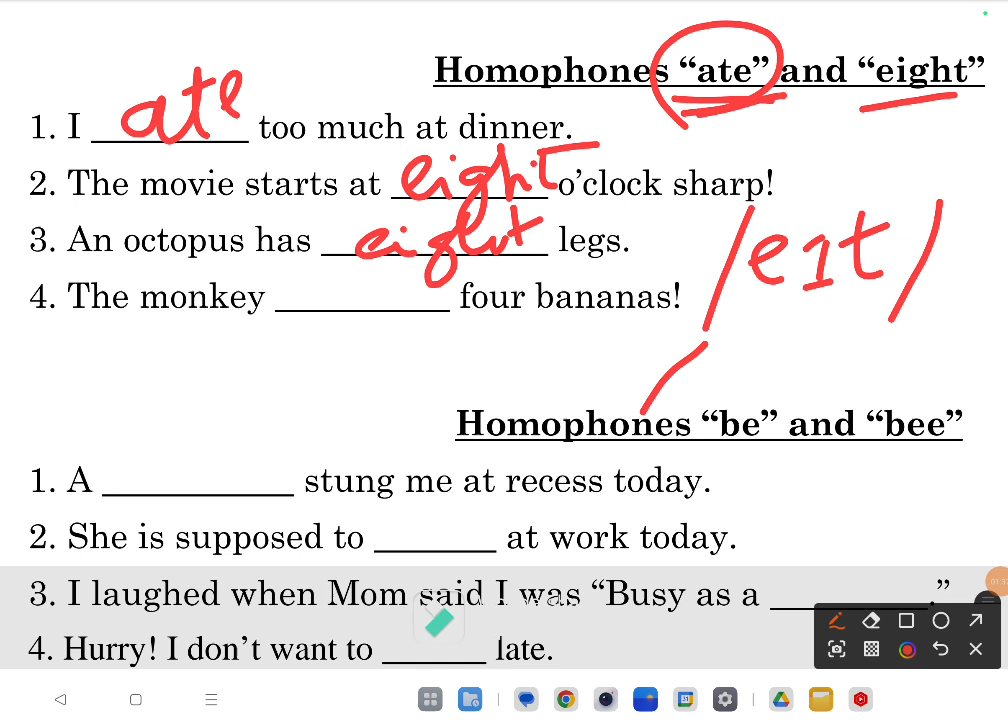 Homophones “ate” and “eight”
1. I ate too much at dinner.
2. The movie starts at eight o’clock sharp!
3. An octopus has eight legs.
/eɪt/
4. The monkey __________ four bananas!
Homophones “be” and “bee”
1. A ___________ stung me at recess today.
2. She is supposed to _______ at work today.
3. I laughed when Mom said I was “Busy as a _________.”
4. Hurry! I don’t want to ______ late.